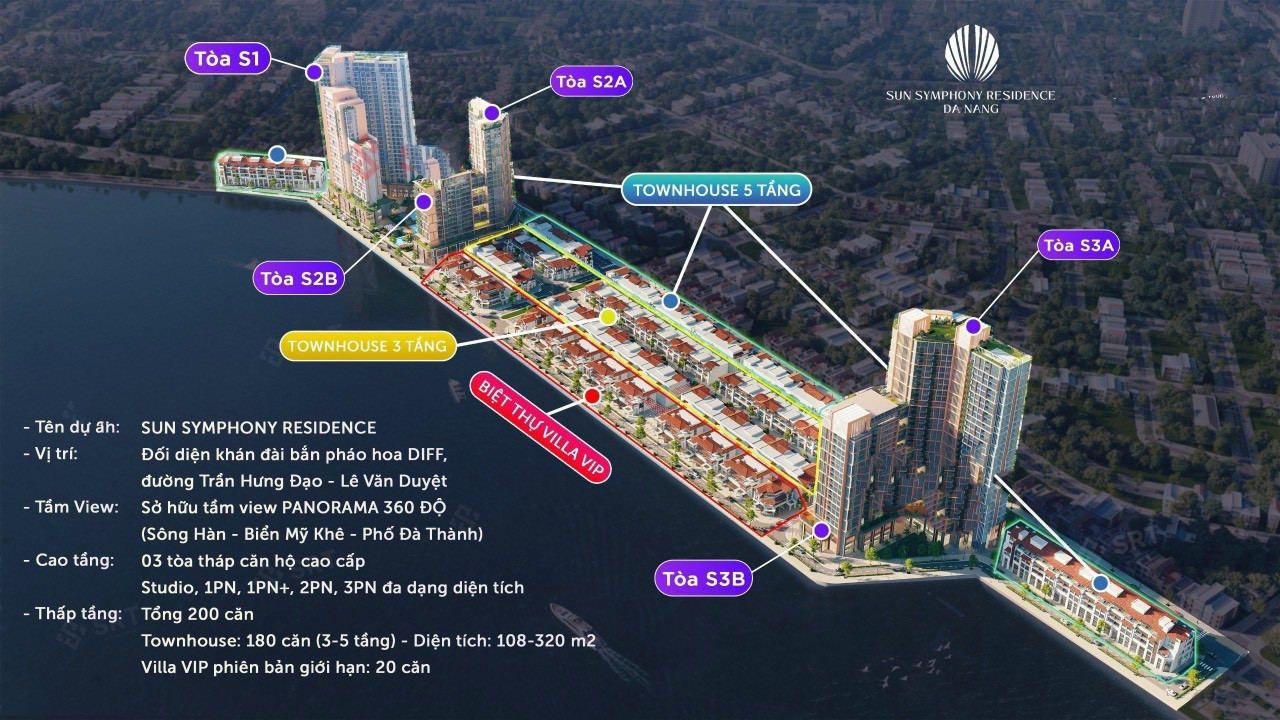 Tòa S1
Tòa S2A
SUN SYMPHONY RESIDENCE
DA NANG
TOWNHOUSE 5 TẦNG
Tòa S3A
Tòa S2B
TOWNHOUSE 3 TẦNG
BIỆT THỰ VILLA VIP
- Tên dự ãh: SUN SYMPHONY RESIDENCE
- Vị trí: Đối diện khán đài bắn pháo hoa DIFF,
đường Trần Hưng Đạo - Lê Văn Duyệt
- Tầm View: Sở hữu tầm view PANORAMA 360 ĐỘ
(Sông Hàn - Biển Mỹ Khê - Phố Đà Thành)
- Cao tầng: 03 tòa tháp căn hộ cao cấp
Studio, 1PN, 1PN+, 2PN, 3PN đa dạng diện tích
- Thấp tầng: Tổng 200 căn
Townhouse: 180 căn (3-5 tầng) - Diện tích: 108-320 m2
Villa VIP phiên bản giới hạn: 20 căn
Tòa S3B